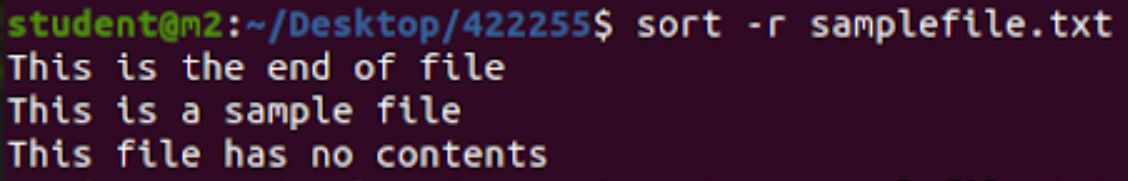 student@m2:~/Desktop/422255$ sort -r samplefile.txt
This is the end of file
This is a sample file
This file has no contents